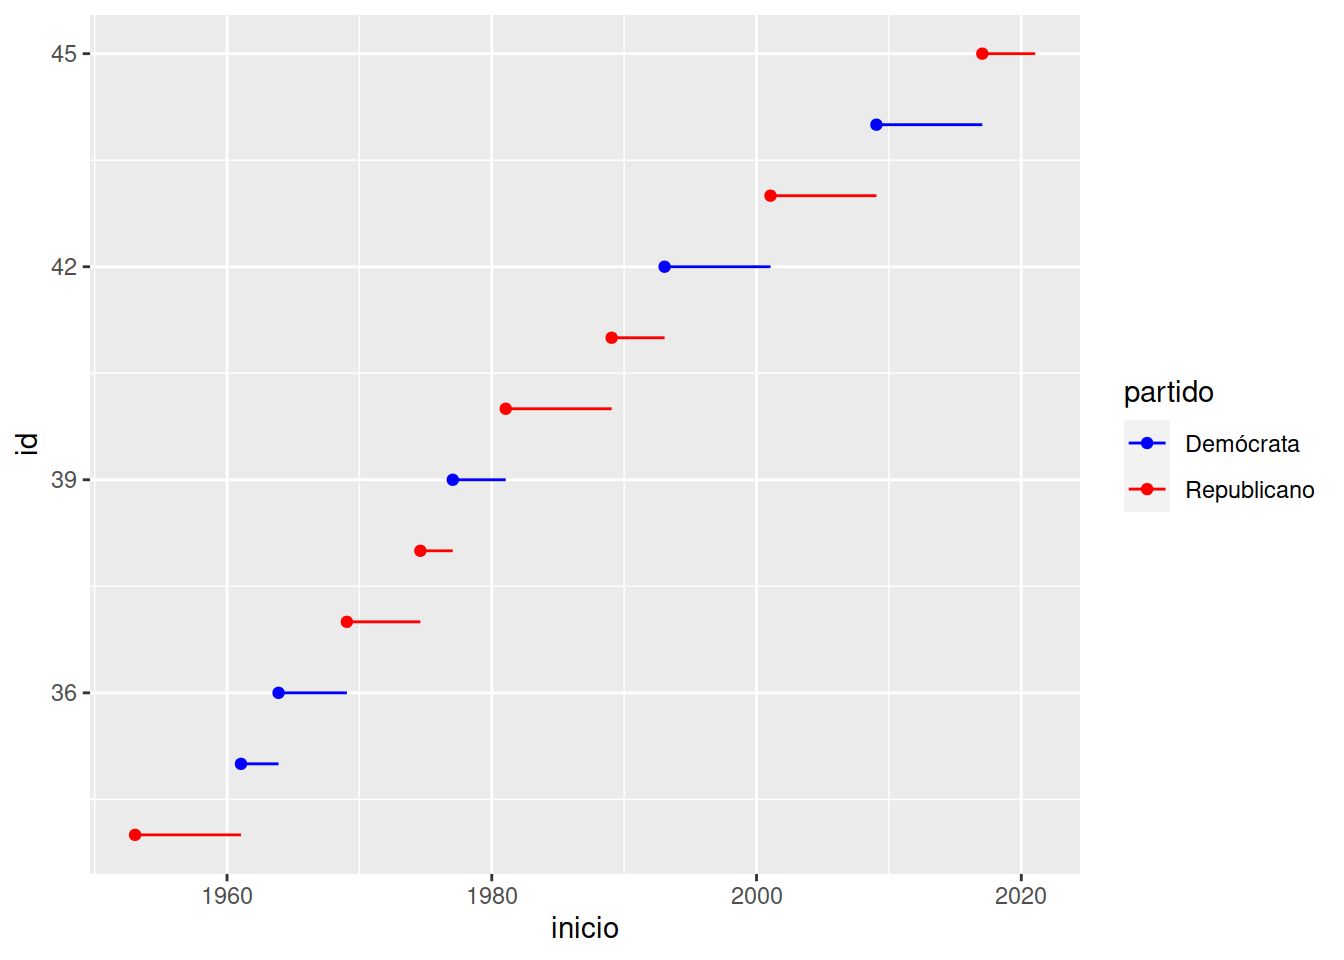 45
42
39
36
id
1960 1980 2000 2020
inicio
partido
Demócrata
Republicano